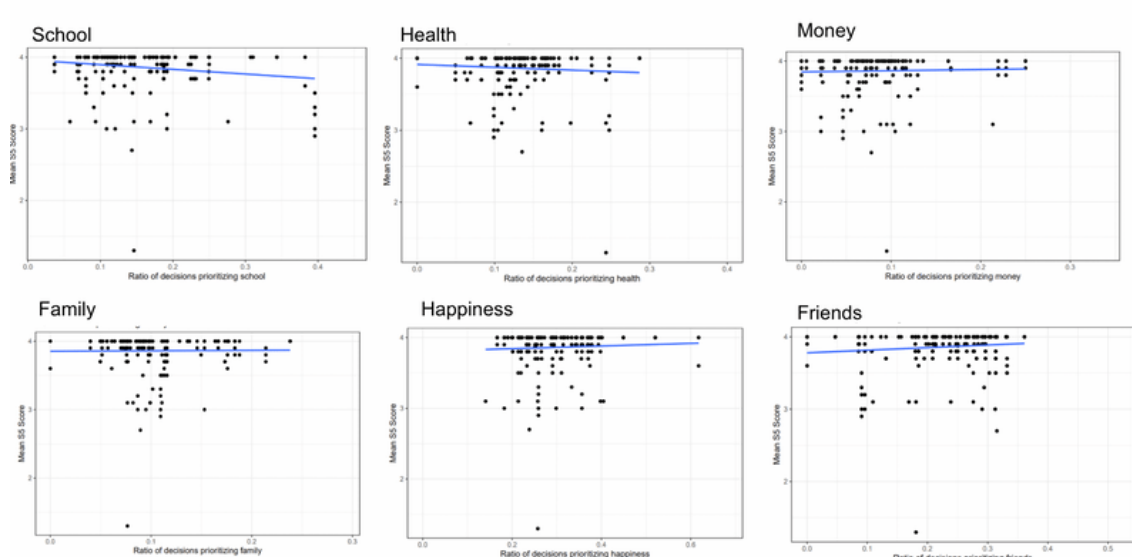 School
Health
Money
4
3
2
Mean S5 Score
0.0 0.1 0.2 0.3 0.4
Ratio of decisions prioritizing school
4
3
2
Mean S5 Score
0.0 0.1 0.2 0.3 0.4
Ratio of decisions prioritizing health
4
3
2
Mean S5 Score
0.0 0.1 0.2 0.3
Ratio of decisions prioritizing money
Family
Happiness
Friends
4
3
2
Mean S5 Score
0.0 0.1 0.2 0.3
Ratio of decisions prioritizing family
4
3
2
Mean S5 Score
0.0 0.2 0.4 0.6
Ratio of decisions prioritizing happiness
4
3
2
Mean S5 Score
0.0 0.1 0.2 0.3 0.4 0.5
Ratio of decisions prioritizing friends